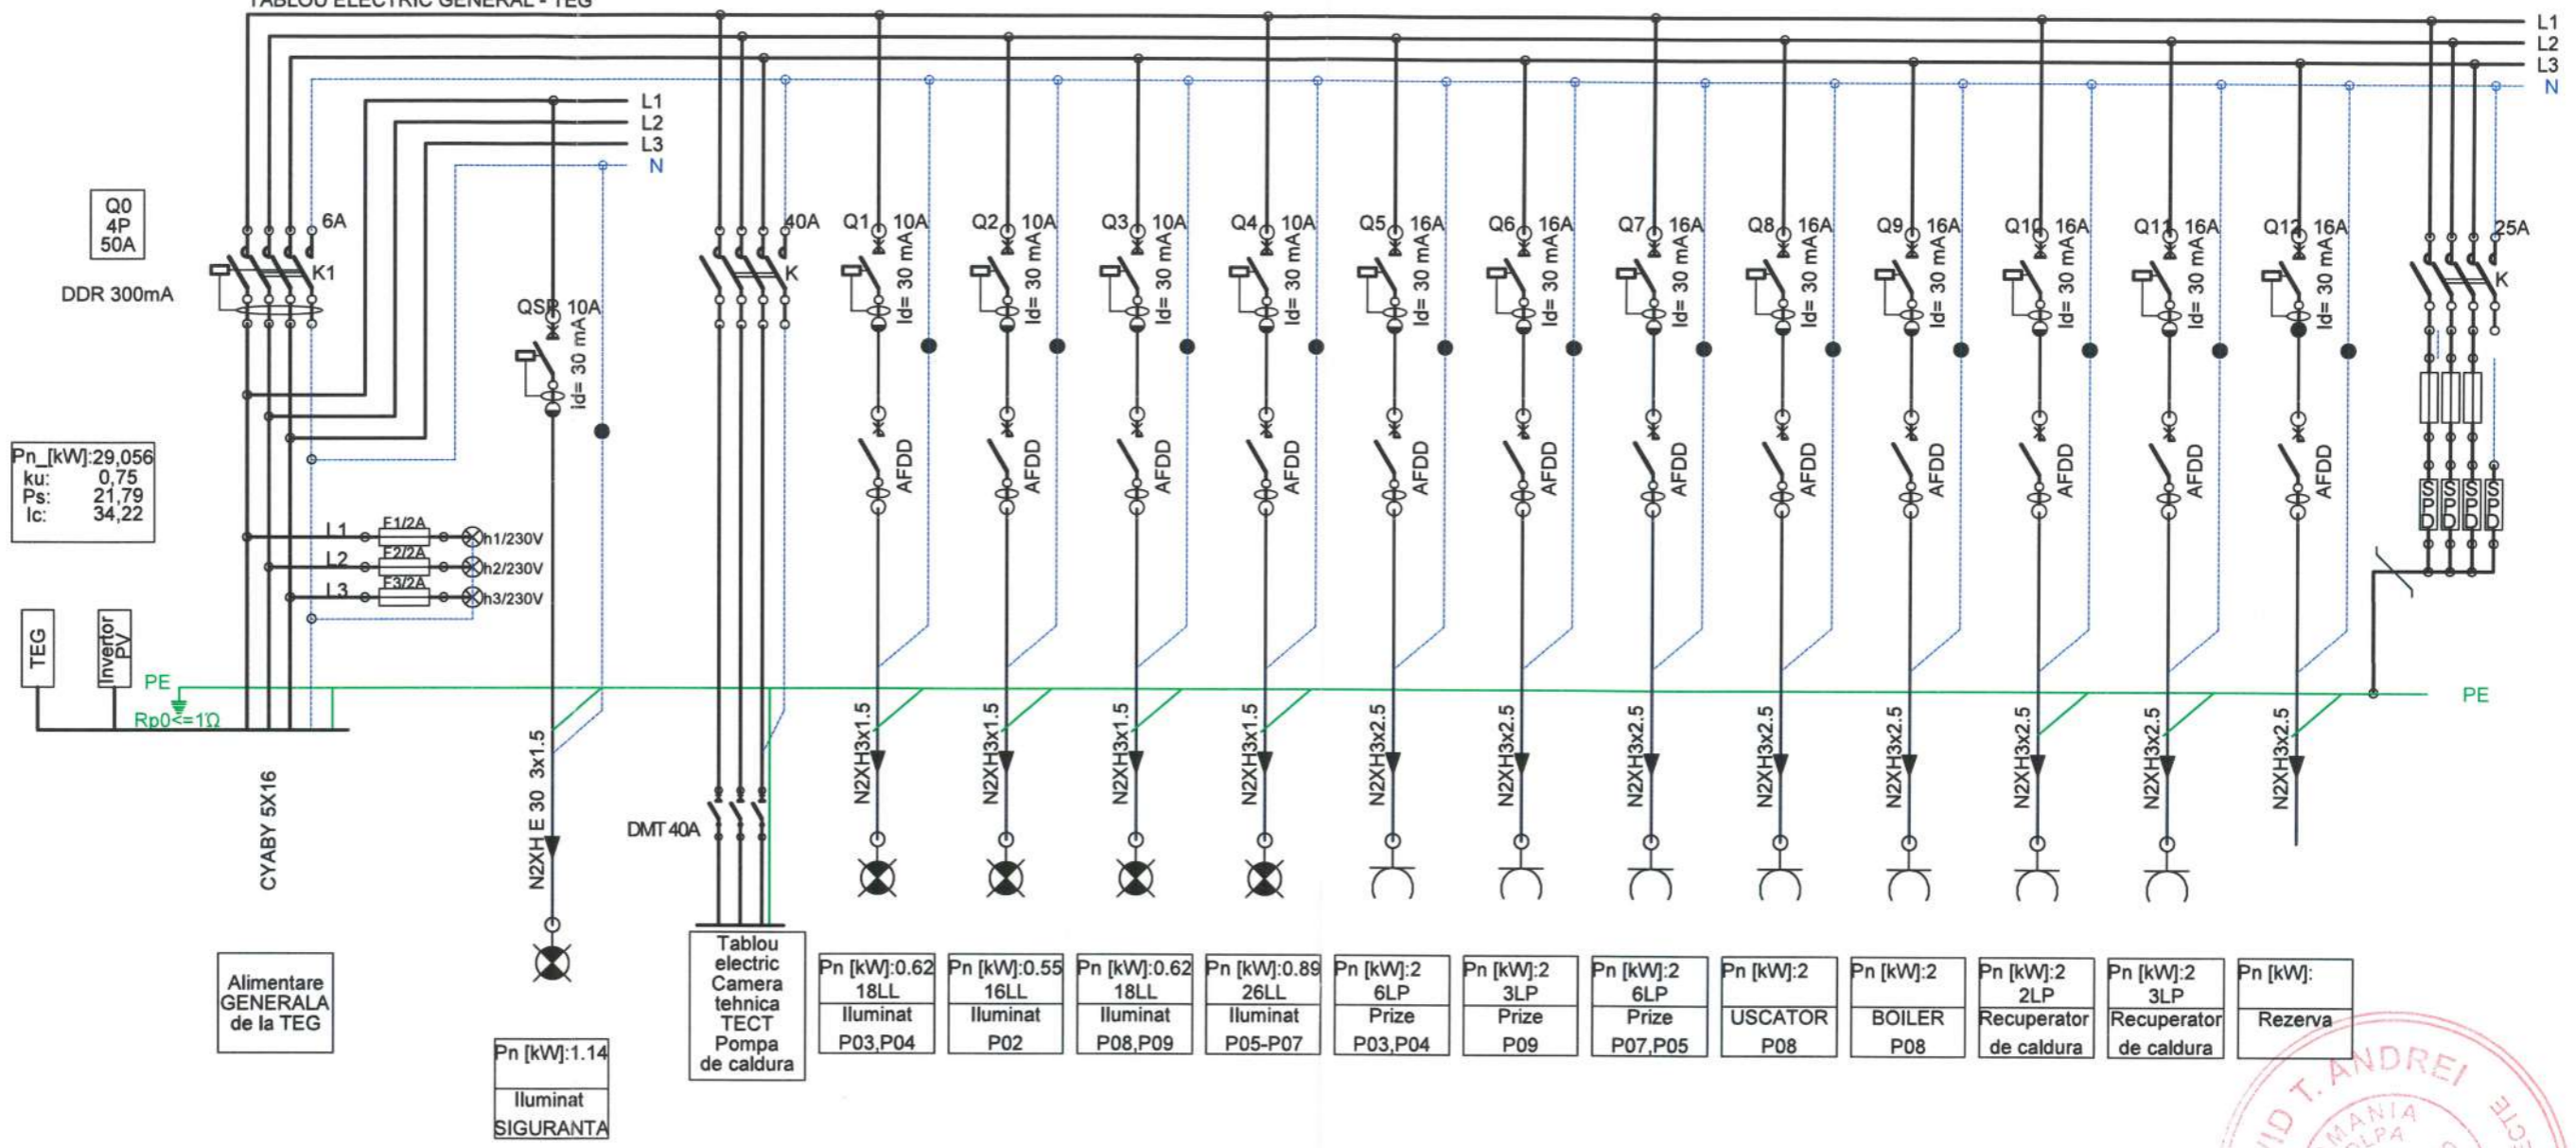 TABLOU ELECTRIC GENERAL - TEG
L1
L2
L3
N
L1
L2
L3
N
Q0
4P
50A
DDR 300mA
6A
K1
QSP 10A
Id= 30 mA
40A
K
Q1 10A
Id= 30 mA
Q2 10A
Id= 30 mA
Q3 10A
Id= 30 mA
Q4 10A
Id= 30 mA
Q5 16A
Id= 30 mA
Q6 16A
Id= 30 mA
Q7 16A
Id= 30 mA
Q8 16A
Id= 30 mA
Q9 16A
Id= 30 mA
Q10 16A
Id= 30 mA
Q11 16A
Id= 30 mA
Q12 16A
Id= 30 mA
25A
K
AFDD
AFDD
AFDD
AFDD
AFDD
AFDD
AFDD
AFDD
AFDD
AFDD
AFDD
AFDD
SPD
SPD
SPD
SPD
Pn_[kW]:29,056
ku: 0,75
Ps: 21,79
Ic: 34,22
L1 F1/2A h1/230V
L2 F2/2A h2/230V
L3 F3/2A h3/230V
TEG
Invertor
PV
PE
Rp0<=1Ω
PE
CYABY 5X16
N2XH E 30 3x1.5
DMT 40A
N2XH3x1.5
N2XH3x1.5
N2XH3x1.5
N2XH3x1.5
N2XH3x2.5
N2XH3x2.5
N2XH3x2.5
N2XH3x2.5
N2XH3x2.5
N2XH3x2.5
N2XH3x2.5
N2XH3x2.5
Alimentare
GENERALA
de la TEG
Pn [kW]:1.14
Iluminat
SIGURANTA
Tablou
electric
Camera
tehnica
TECT
Pompa
de caldura
Pn [kW]:0.62
18LL
Iluminat
P03,P04
Pn [kW]:0.55
16LL
Iluminat
P02
Pn [kW]:0.62
18LL
Iluminat
P08,P09
Pn [kW]:0.89
26LL
Iluminat
P05-P07
Pn [kW]:2
6LP
Prize
P03,P04
Pn [kW]:2
3LP
Prize
P09
Pn [kW]:2
6LP
Prize
P07,P05
Pn [kW]:2
USCATOR
P08
Pn [kW]:2
BOILER
P08
Pn [kW]:2
2LP
Recuperator
de caldura
Pn [kW]:2
3LP
Recuperator
de caldura
Pn [kW]:
Rezerva
T. ANDREI